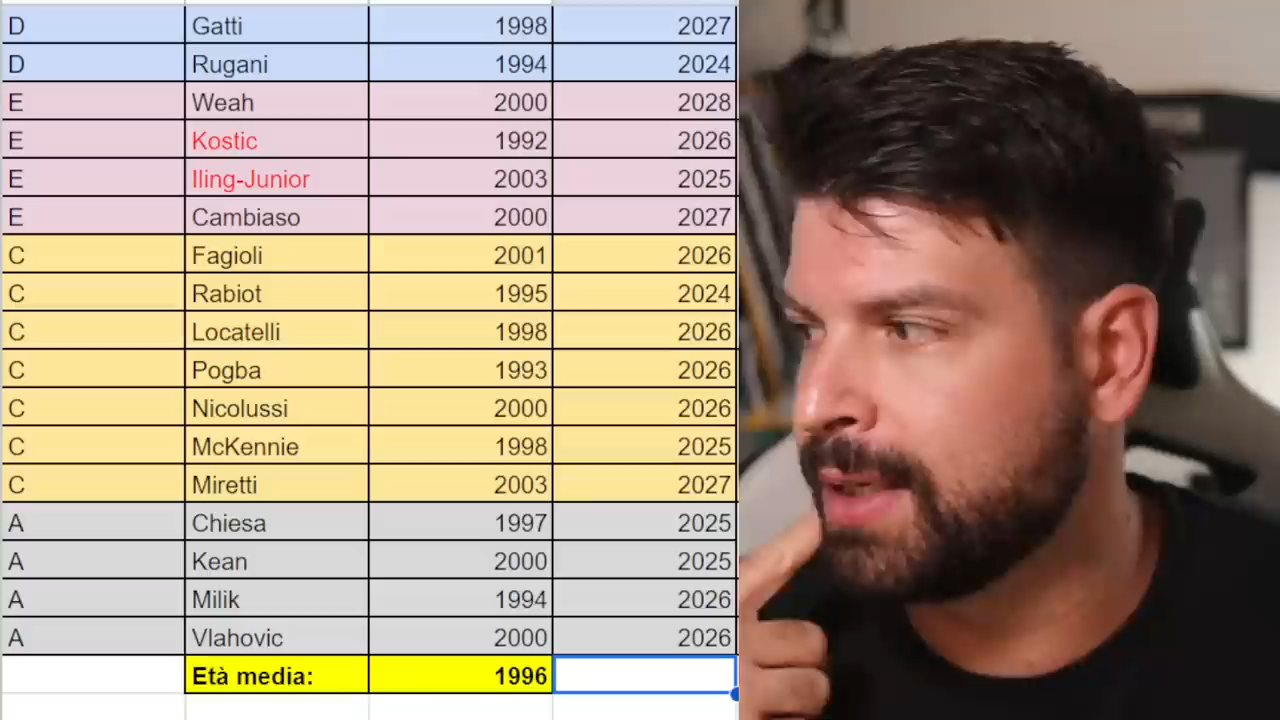 D Gatti 1998 2027
D Rugani 1994 2024
E Weah 2000 2028
E Kostic 1992 2026
E Iling-Junior 2003 2025
E Cambiaso 2000 2027
C Fagioli 2001 2026
C Rabiot 1995 2024
C Locatelli 1998 2026
C Pogba 1993 2026
C Nicolussi 2000 2026
C McKennie 1998 2025
C Miretti 2003 2027
A Chiesa 1997 2025
A Kean 2000 2025
A Milik 1994 2026
A Vlahovic 2000 2026
Età media: 1996